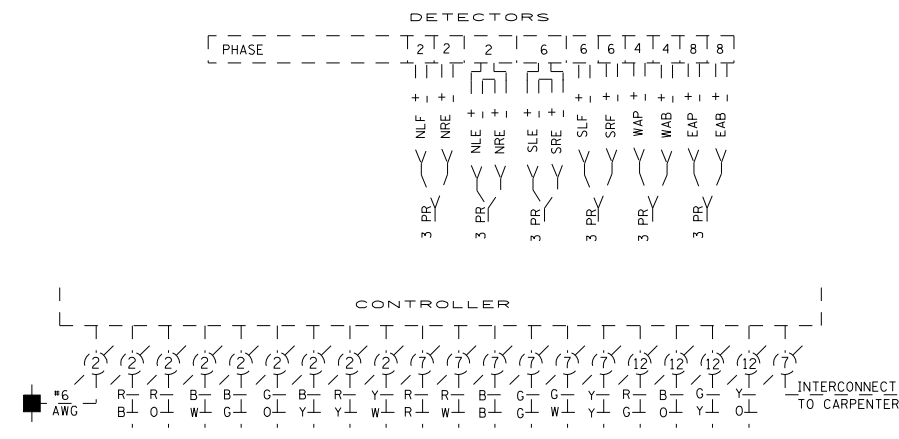 DETECTORS
PHASE 2 2 2 6 6 6 4 4 8 8
+ - + - + - + - + - + - + - + - + - + - + - + -
NLF NRE NLE NRE SLE SRE SLF SRF WAP WAB EAP EAB
3 PR 3 PR 3 PR 3 PR 3 PR 3 PR
CONTROLLER
2 2 2 2 2 2 2 2 2 7 7 7 7 7 7 12 12 12 12 7
"6 R R B B G B R Y R R B G G Y R B G Y INTERCONNECT
AWG B O W G O Y Y W R W B G W Y G O Y O TO CARPENTER